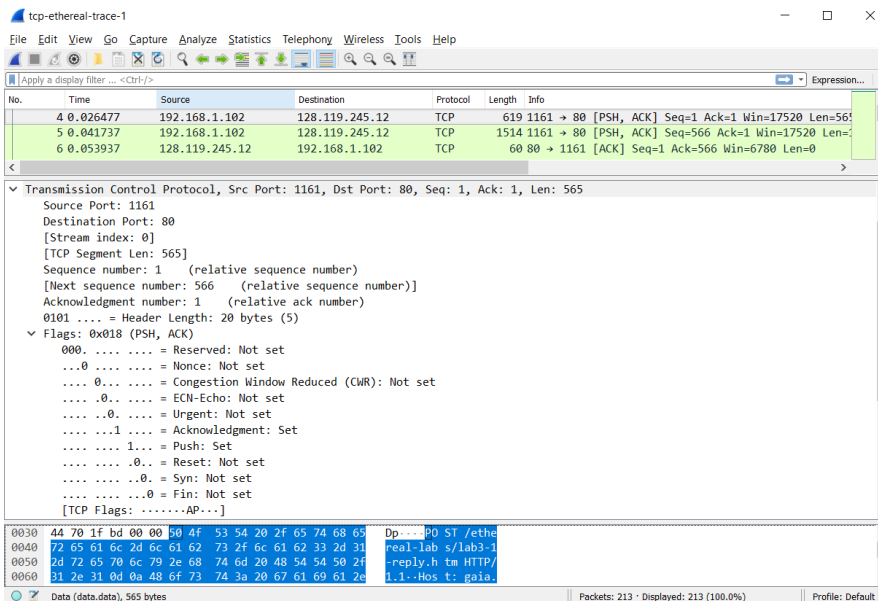 tcp-ethereal-trace-1
File Edit View Go Capture Analyze Statistics Telephony Wireless Tools Help
Apply a display filter ... <Ctrl-/> Expression...
No. Time Source Destination Protocol Length Info
4 0.026477 192.168.1.102 128.119.245.12 TCP 619 1161 → 80 [PSH, ACK] Seq=1 Ack=1 Win=17520 Len=565
5 0.041737 192.168.1.102 128.119.245.12 TCP 1514 1161 → 80 [PSH, ACK] Seq=566 Ack=1 Win=17520 Len=
6 0.053937 128.119.245.12 192.168.1.102 TCP 60 80 → 1161 [ACK] Seq=1 Ack=566 Win=6780 Len=0
Transmission Control Protocol, Src Port: 1161, Dst Port: 80, Seq: 1, Ack: 1, Len: 565
Source Port: 1161
Destination Port: 80
[Stream index: 0]
[TCP Segment Len: 565]
Sequence number: 1 (relative sequence number)
[Next sequence number: 566 (relative sequence number)]
Acknowledgment number: 1 (relative ack number)
0101 .... = Header Length: 20 bytes (5)
Flags: 0x018 (PSH, ACK)
000. .... .... = Reserved: Not set
...0 .... .... = Nonce: Not set
.... 0... .... = Congestion Window Reduced (CWR): Not set
.... .0.. .... = ECN-Echo: Not set
.... ..0. .... = Urgent: Not set
.... ...1 .... = Acknowledgment: Set
.... .... 1... = Push: Set
.... .... .0.. = Reset: Not set
.... .... ..0. = Syn: Not set
.... .... ...0 = Fin: Not set
[TCP Flags: ·······AP···]
0030 44 70 1f bd 00 00 50 4f 53 54 20 2f 65 74 68 65 Dp····PO ST /ethe
0040 72 65 61 6c 2d 6c 61 62 73 2f 6c 61 62 33 2d 31 real-lab s/lab3-1
0050 2d 72 65 70 6c 79 2e 68 74 6d 20 48 54 54 50 2f -reply.h tm HTTP/
0060 31 2e 31 0d 0a 48 6f 73 74 3a 20 67 61 69 61 2e 1.1··Hos t: gaia.
Data (data.data), 565 bytes Packets: 213 · Displayed: 213 (100.0%) Profile: Default